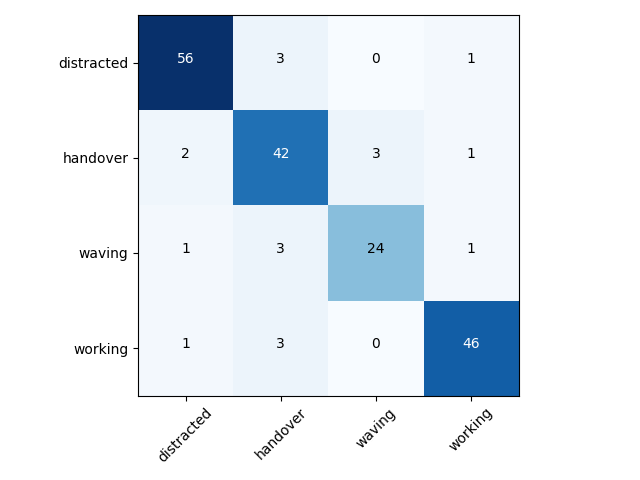 distracted 56 3 0 1
handover 2 42 3 1
waving 1 3 24 1
working 1 3 0 46
distracted handover waving working